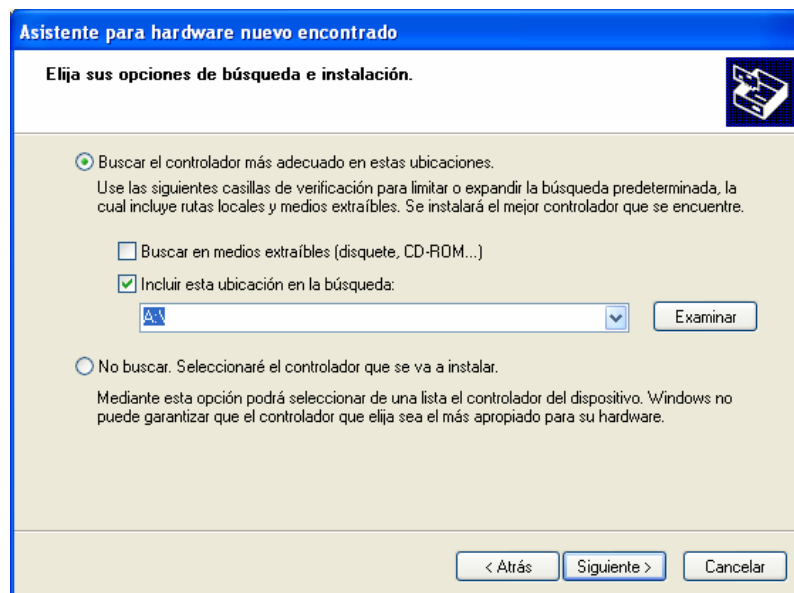 Asistente para hardware nuevo encontrado
Elija sus opciones de búsqueda e instalación.
Buscar el controlador más adecuado en estas ubicaciones.
Use las siguientes casillas de verificación para limitar o expandir la búsqueda predeterminada, la
cual incluye rutas locales y medios extraíbles. Se instalará el mejor controlador que se encuentre.
Buscar en medios extraíbles (disquete, CD-ROM...)
Incluir esta ubicación en la búsqueda:
A:\
Examinar
No buscar. Seleccionaré el controlador que se va a instalar.
Mediante esta opción podrá seleccionar de una lista el controlador del dispositivo. Windows no
puede garantizar que el controlador que elija sea el más apropiado para su hardware.
< Atrás
Siguiente >
Cancelar